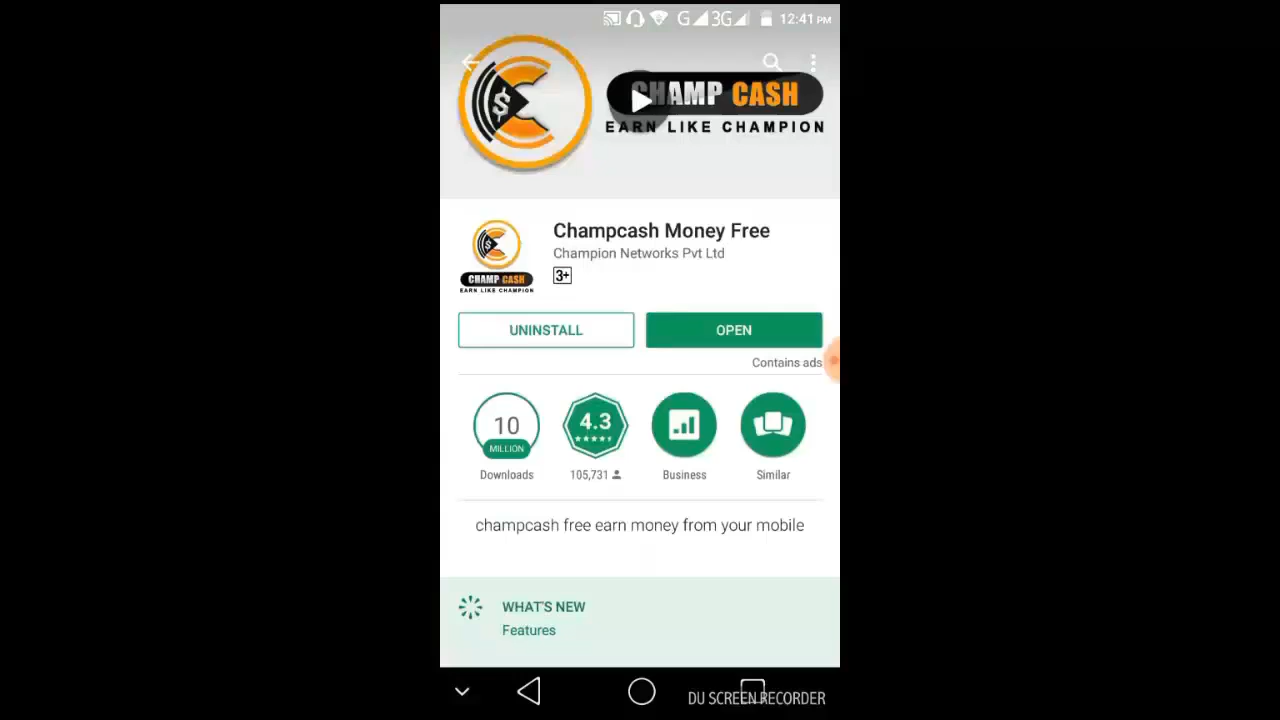 G 3G 12:41 PM
CHAMP CASH
EARN LIKE CHAMPION
Champcash Money Free
Champion Networks Pvt Ltd
3+
CHAMP CASH
EARN LIKE CHAMPION
UNINSTALL OPEN
Contains ads
10 4.3
MILLION
Downloads 105,731 Business Similar
champcash free earn money from your mobile
WHAT'S NEW
Features
DU SCREEN RECORDER